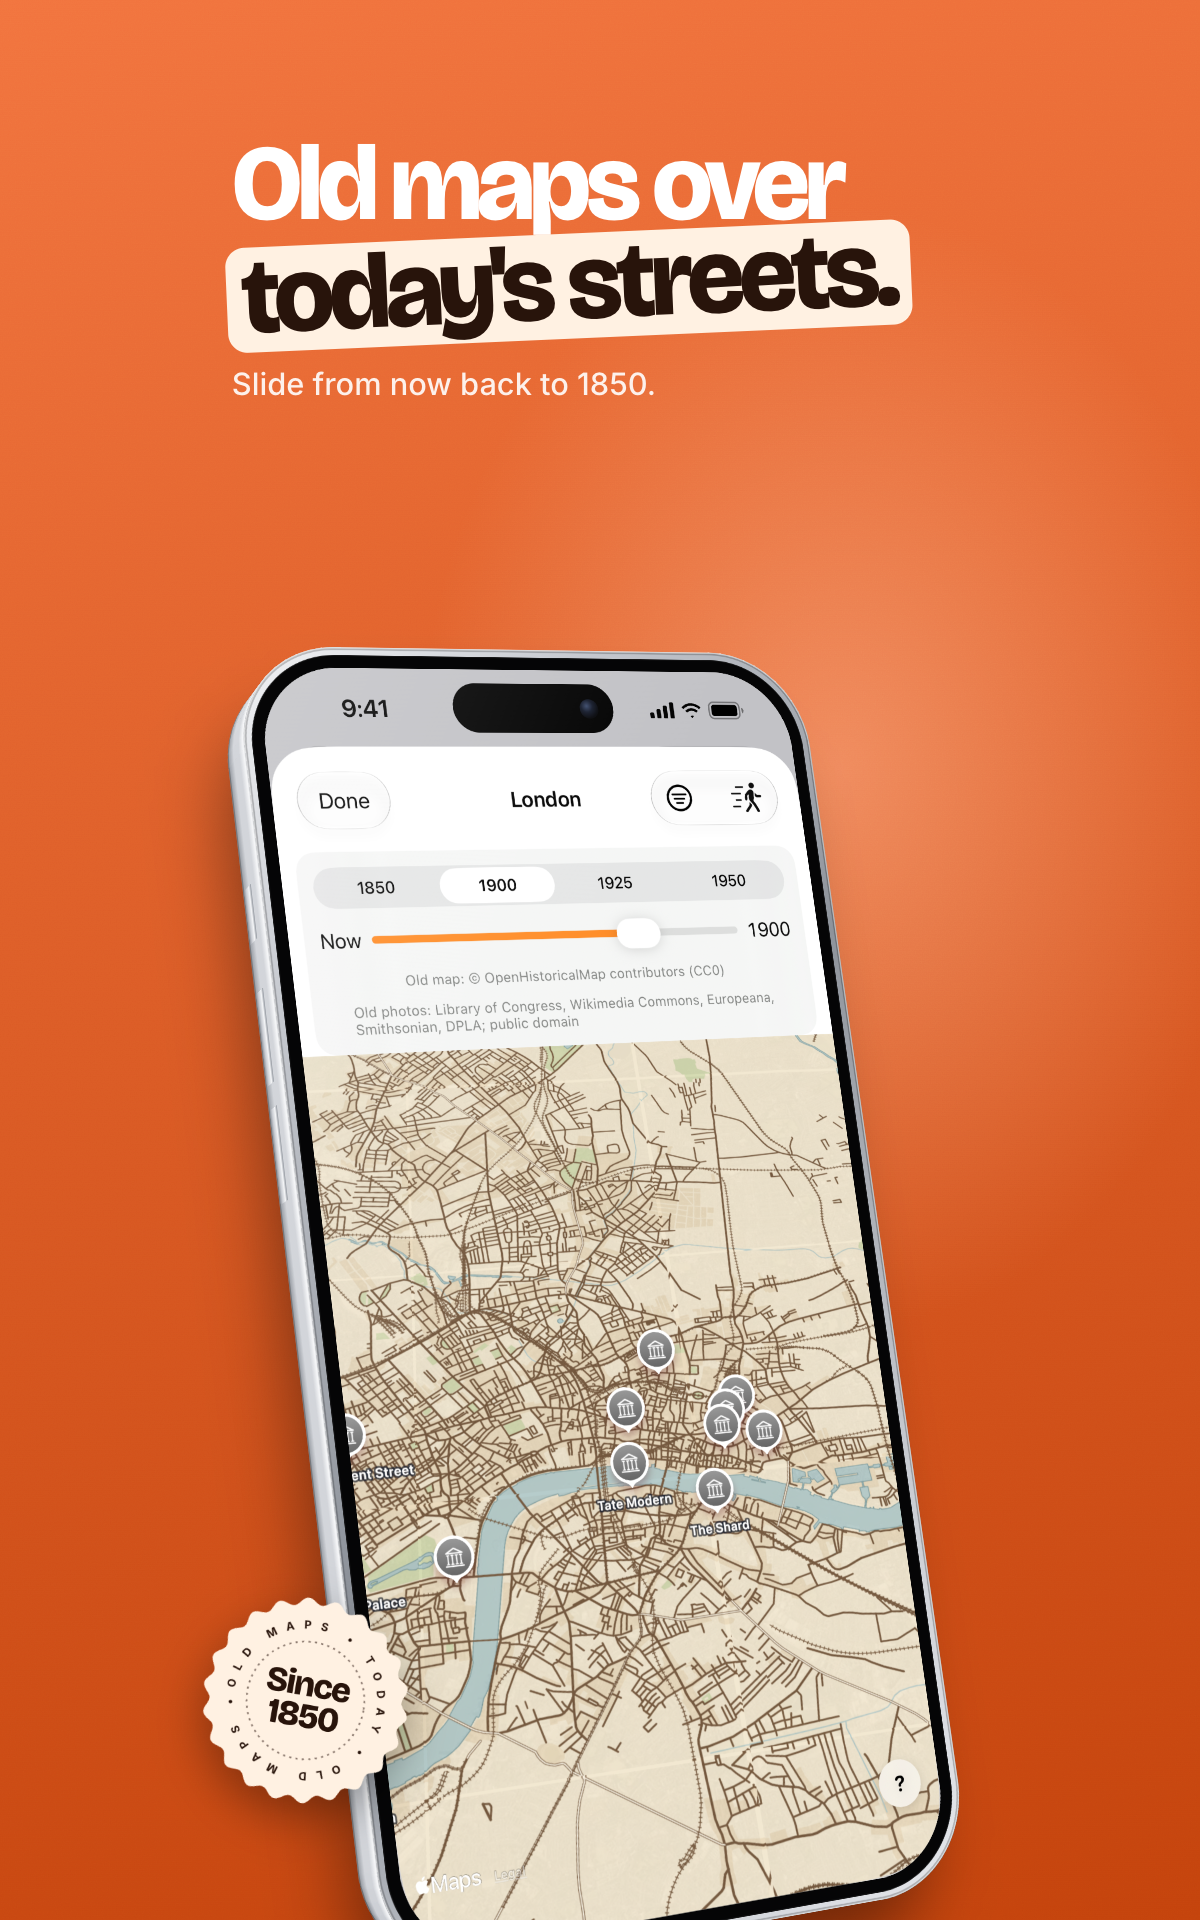 Old maps over
today's streets.
Slide from now back to 1850.
9:41
Done
London
1850 1900 1925 1950
Now
1900
Old map: © OpenHistoricalMap contributors (CC0)
Old photos: Library of Congress, Wikimedia Commons, Europeana,
Smithsonian, DPLA; public domain
ent Street
Tate Modern
The Shard
Palace
OLD MAPS • TODAY • OLD MAPS •
Since
1850
?
Maps
Legal